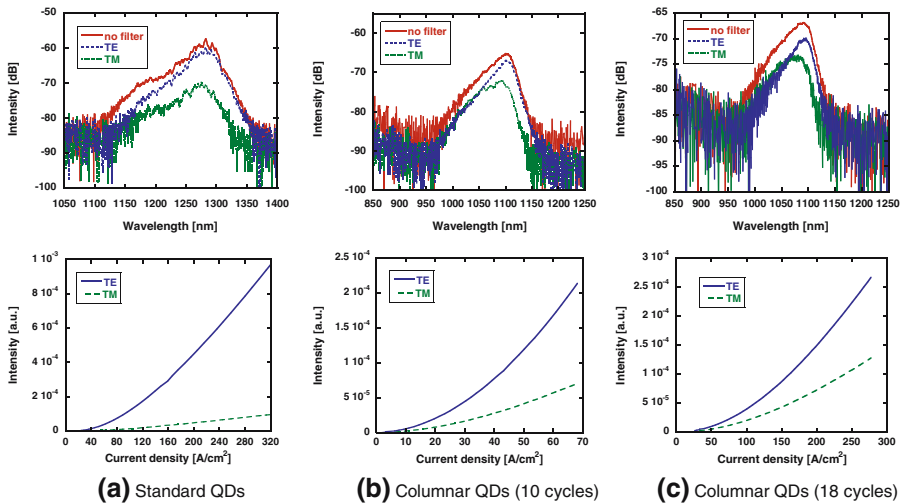 -50
-60
-70
-80
-90
-100
Intensity [dB]
no filter
TE
TM
1050 1100 1150 1200 1250 1300 1350 1400
Wavelength [nm]
-60
-70
-80
-90
-100
Intensity [dB]
no filter
TE
TM
850 900 950 1000 1050 1100 1150 1200 1250
Wavelength [nm]
-65
-70
-75
-80
-85
-90
-95
-100
Intensity [dB]
no filter
TE
TM
850 900 950 1000 1050 1100 1150 1200 1250
Wavelength [nm]
1 10⁻³
8 10⁻⁴
6 10⁻⁴
4 10⁻⁴
2 10⁻⁴
0
Intensity [a.u.]
TE
TM
0 40 80 120 160 200 240 280 320
Current density [A/cm²]
2.5 10⁻⁴
2 10⁻⁴
1.5 10⁻⁴
1 10⁻⁴
5 10⁻⁵
0
Intensity [a.u.]
TE
TM
0 10 20 30 40 50 60 70
Current density [A/cm²]
3 10⁻⁴
2.5 10⁻⁴
2 10⁻⁴
1.5 10⁻⁴
1 10⁻⁴
5 10⁻⁵
0
Intensity [a.u.]
TE
TM
0 50 100 150 200 250 300
Current density [A/cm²]
(a) Standard QDs
(b) Columnar QDs (10 cycles)
(c) Columnar QDs (18 cycles)